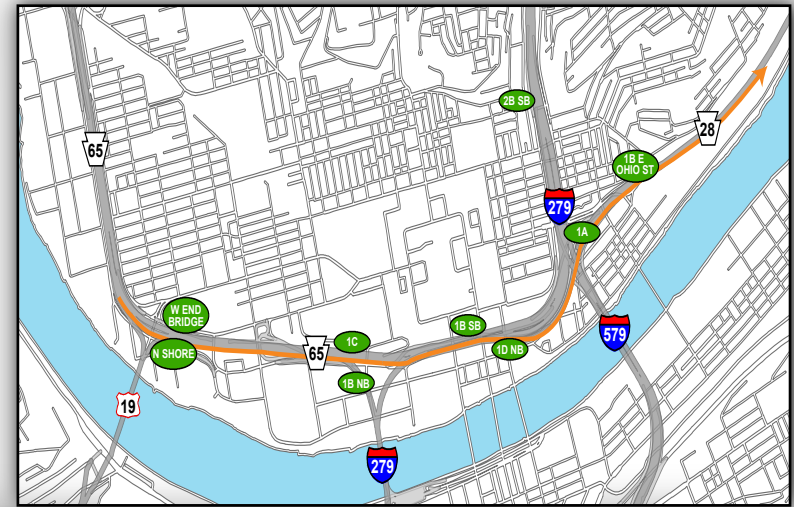 2B SB
65
28
1B E
OHIO ST
279
1A
W END
BRIDGE
1B SB
579
1C
65
1D NB
N SHORE
1B NB
19
279